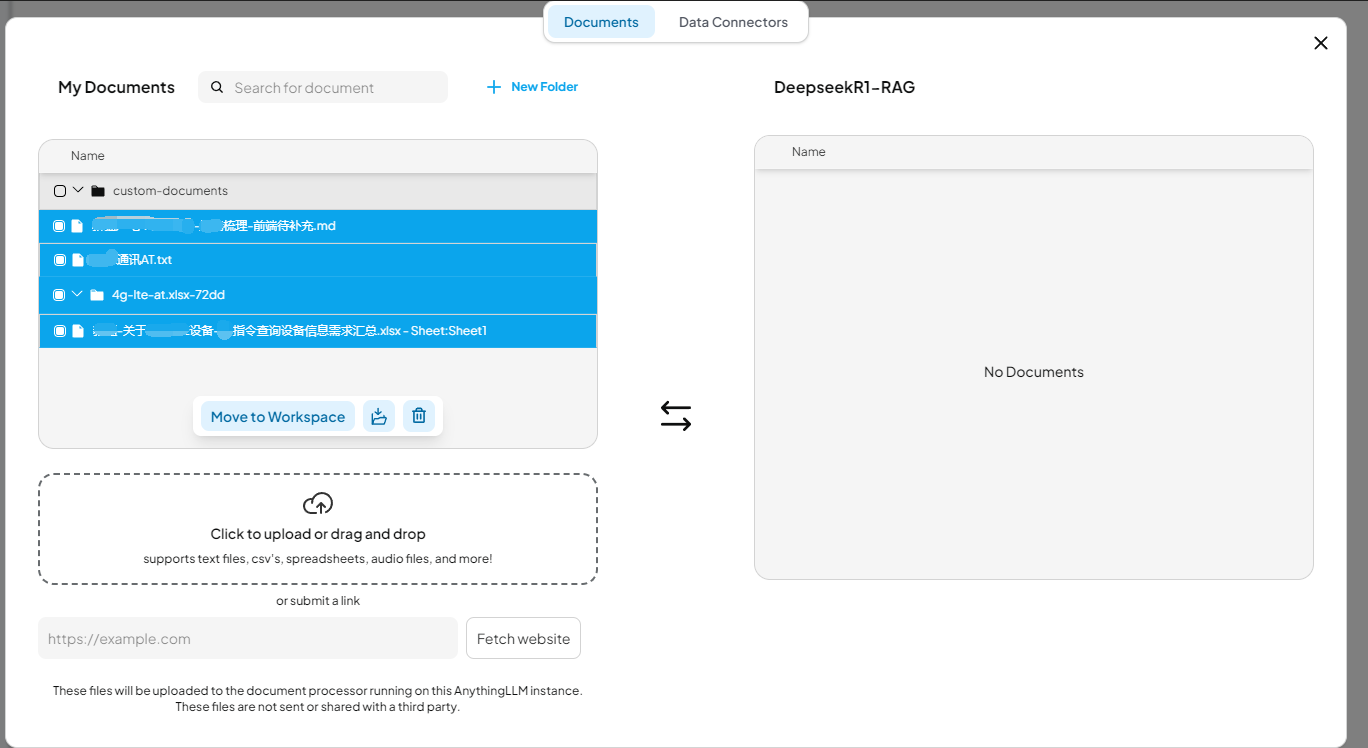 Documents
Data Connectors
My Documents
Search for document
New Folder
DeepseekR1-RAG
Name
Name
custom-documents
梳理-前端待补充.md
通讯AT.txt
4g-lte-at.xlsx-72dd
-关于 设备- 指令查询设备信息需求汇总.xlsx - Sheet:Sheet1
No Documents
Move to Workspace
Click to upload or drag and drop
supports text files, csv's, spreadsheets, audio files, and more!
or submit a link
https://example.com
Fetch website
These files will be uploaded to the document processor running on this AnythingLLM instance.
These files are not sent or shared with a third party.